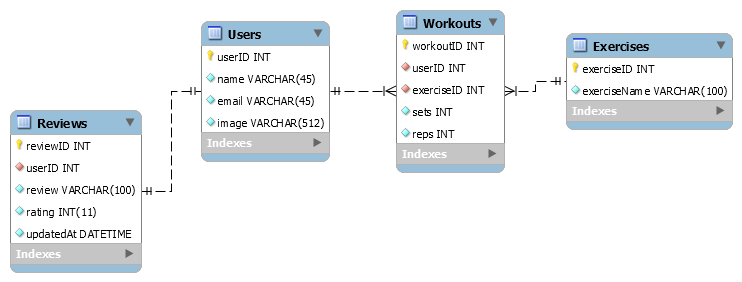 Users
userID INT
name VARCHAR(45)
email VARCHAR(45)
image VARCHAR(512)
Indexes
Workouts
workoutID INT
userID INT
exerciseID INT
sets INT
reps INT
Indexes
Exercises
exerciseID INT
exerciseName VARCHAR(100)
Indexes
Reviews
reviewID INT
userID INT
review VARCHAR(100)
rating INT(11)
updatedAt DATETIME
Indexes